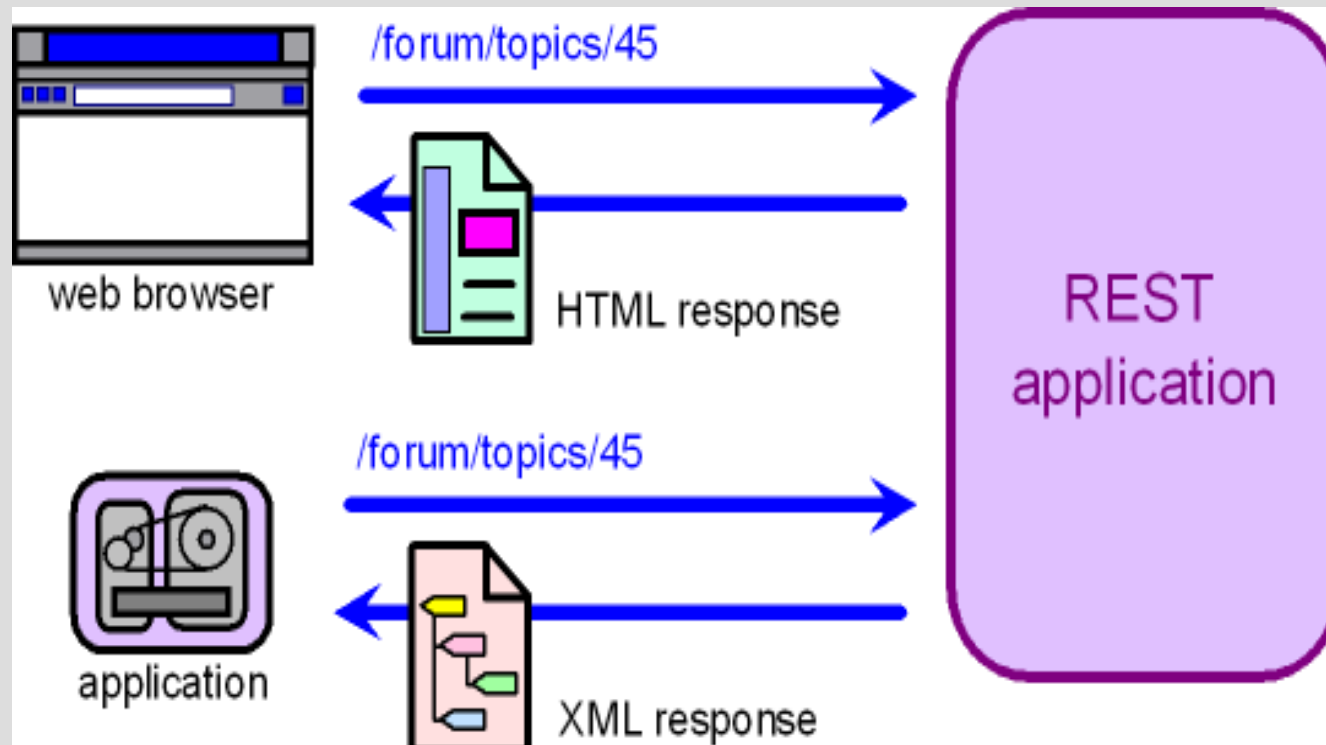 /forum/topics/45
web browser
HTML response
REST
application
/forum/topics/45
application
XML response